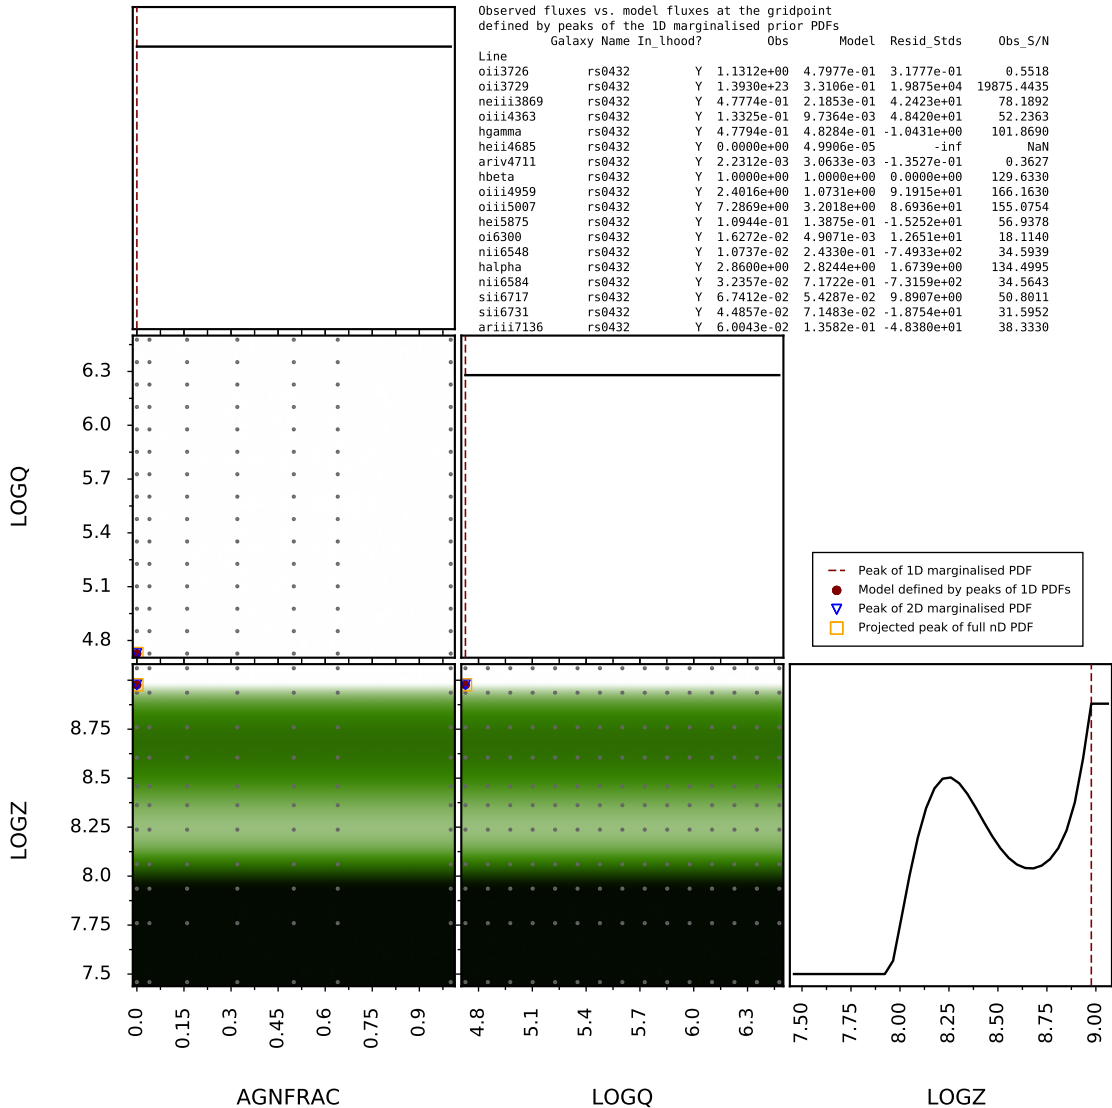 Observed fluxes vs. model fluxes at the gridpoint
defined by peaks of the 1D marginalised prior PDFs
Galaxy Name In_lhood? Obs Model Resid_Stds Obs_S/N
Line
oii3726 rs0432 Y 1.1312e+00 4.7977e-01 3.1777e-01 0.5518
oii3729 rs0432 Y 1.3930e+23 3.3106e-01 1.9875e+04 19875.4435
neiii3869 rs0432 Y 4.7774e-01 2.1853e-01 4.2423e+01 78.1892
oiii4363 rs0432 Y 1.3325e-01 9.7364e-03 4.8420e+01 52.2363
hgamma rs0432 Y 4.7794e-01 4.8284e-01 -1.0431e+00 101.8690
heii4685 rs0432 Y 0.0000e+00 4.9906e-05 -inf NaN
ariv4711 rs0432 Y 2.2312e-03 3.0633e-03 -1.3527e-01 0.3627
hbeta rs0432 Y 1.0000e+00 1.0000e+00 0.0000e+00 129.6330
oiii4959 rs0432 Y 2.4016e+00 1.0731e+00 9.1915e+01 166.1630
oiii5007 rs0432 Y 7.2869e+00 3.2018e+00 8.6936e+01 155.0754
hei5875 rs0432 Y 1.0944e-01 1.3875e-01 -1.5252e+01 56.9378
oi6300 rs0432 Y 1.6272e-02 4.9071e-03 1.2651e+01 18.1140
nii6548 rs0432 Y 1.0737e-02 2.4330e-01 -7.4933e+02 34.5939
halpha rs0432 Y 2.8600e+00 2.8244e+00 1.6739e+00 134.4995
nii6584 rs0432 Y 3.2357e-02 7.1722e-01 -7.3159e+02 34.5643
sii6717 rs0432 Y 6.7412e-02 5.4287e-02 9.8907e+00 50.8011
sii6731 rs0432 Y 4.4857e-02 7.1483e-02 -1.8754e+01 31.5952
ariii7136 rs0432 Y 6.0043e-02 1.3582e-01 -4.8380e+01 38.3330
LOGQ
6.3
6.0
5.7
5.4
5.1
4.8
Peak of 1D marginalised PDF
Model defined by peaks of 1D PDFs
Peak of 2D marginalised PDF
Projected peak of full nD PDF
LOGZ
8.75
8.5
8.25
8.0
7.75
7.5
0.0 0.15 0.3 0.45 0.6 0.75 0.9
4.8 5.1 5.4 5.7 6.0 6.3
7.50 7.75 8.00 8.25 8.50 8.75 9.00
AGNFRAC LOGQ LOGZ